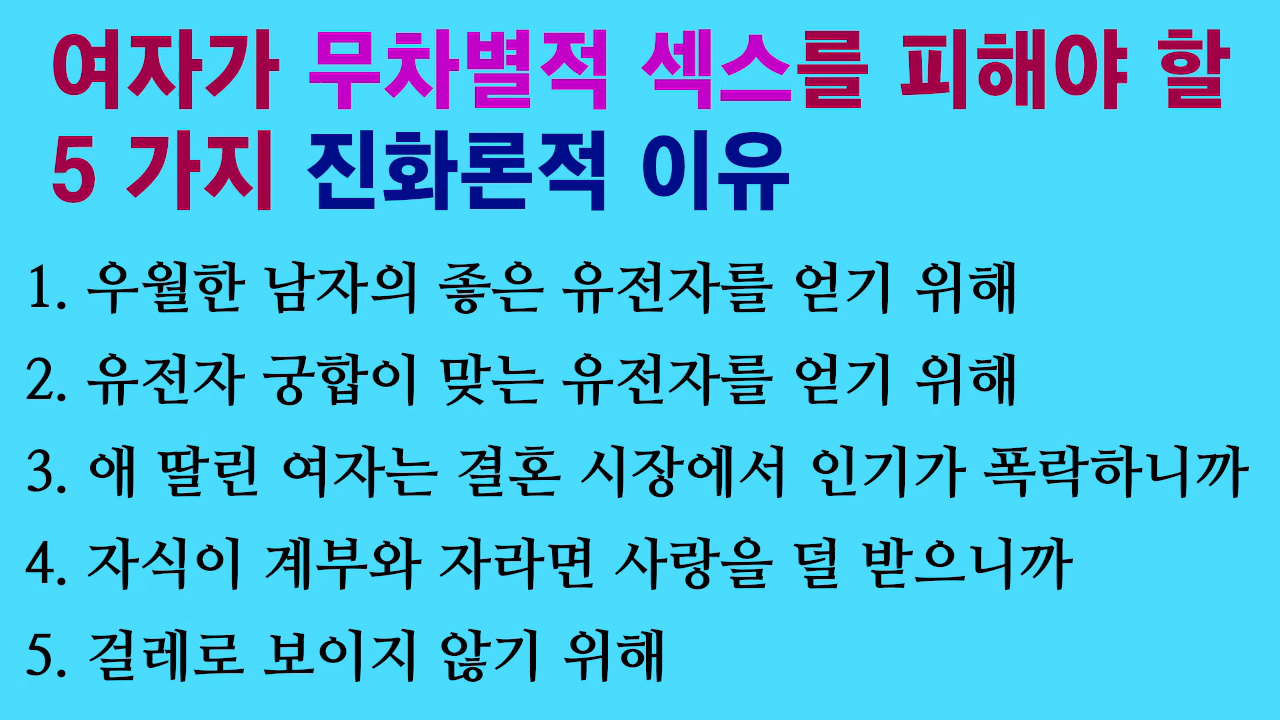 여자가 무차별적 섹스를 피해야 할
5 가지 진화론적 이유
1. 우월한 남자의 좋은 유전자를 얻기 위해
2. 유전자 궁합이 맞는 유전자를 얻기 위해
3. 애 딸린 여자는 결혼 시장에서 인기가 폭락하니까
4. 자식이 계부와 자라면 사랑을 덜 받으니까
5. 걸레로 보이지 않기 위해